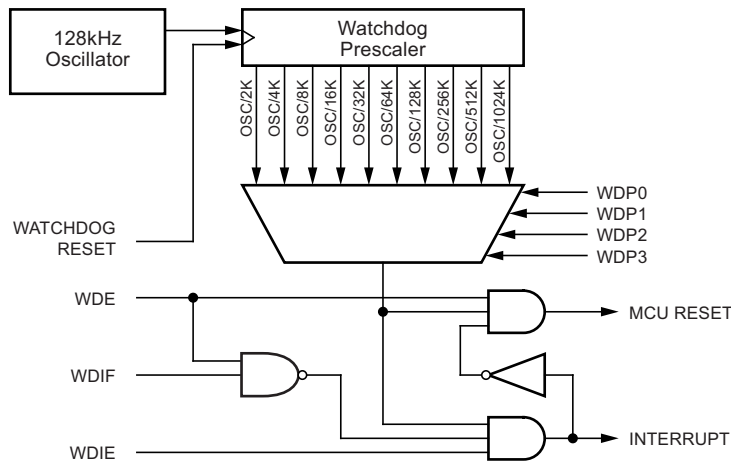 128kHz
Oscillator
Watchdog
Prescaler
OSC/2K
OSC/4K
OSC/8K
OSC/16K
OSC/32K
OSC/64K
OSC/128K
OSC/256K
OSC/512K
OSC/1024K
WATCHDOG
RESET
WDP0
WDP1
WDP2
WDP3
WDE
MCU RESET
WDIF
WDIE
INTERRUPT